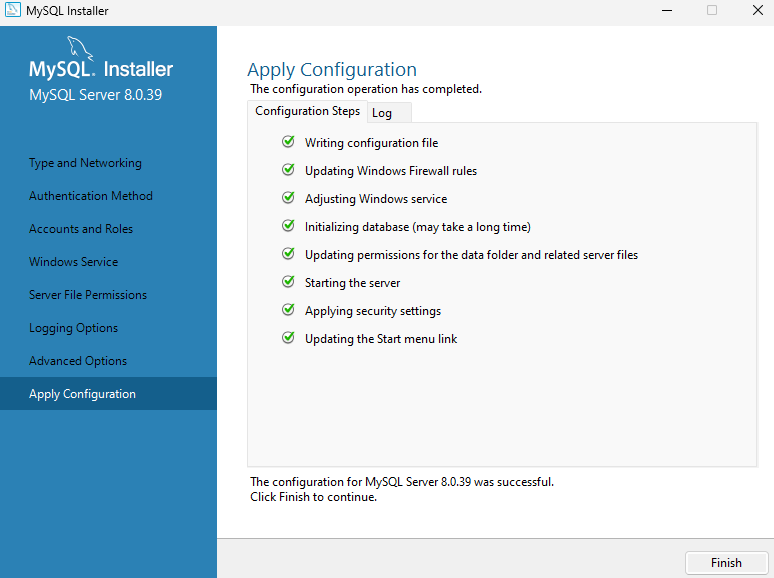 MySQL Installer
MySQL. Installer
MySQL Server 8.0.39
Type and Networking
Authentication Method
Accounts and Roles
Windows Service
Server File Permissions
Logging Options
Advanced Options
Apply Configuration
Apply Configuration
The configuration operation has completed.
Configuration Steps Log
Writing configuration file
Updating Windows Firewall rules
Adjusting Windows service
Initializing database (may take a long time)
Updating permissions for the data folder and related server files
Starting the server
Applying security settings
Updating the Start menu link
The configuration for MySQL Server 8.0.39 was successful.
Click Finish to continue.
Finish